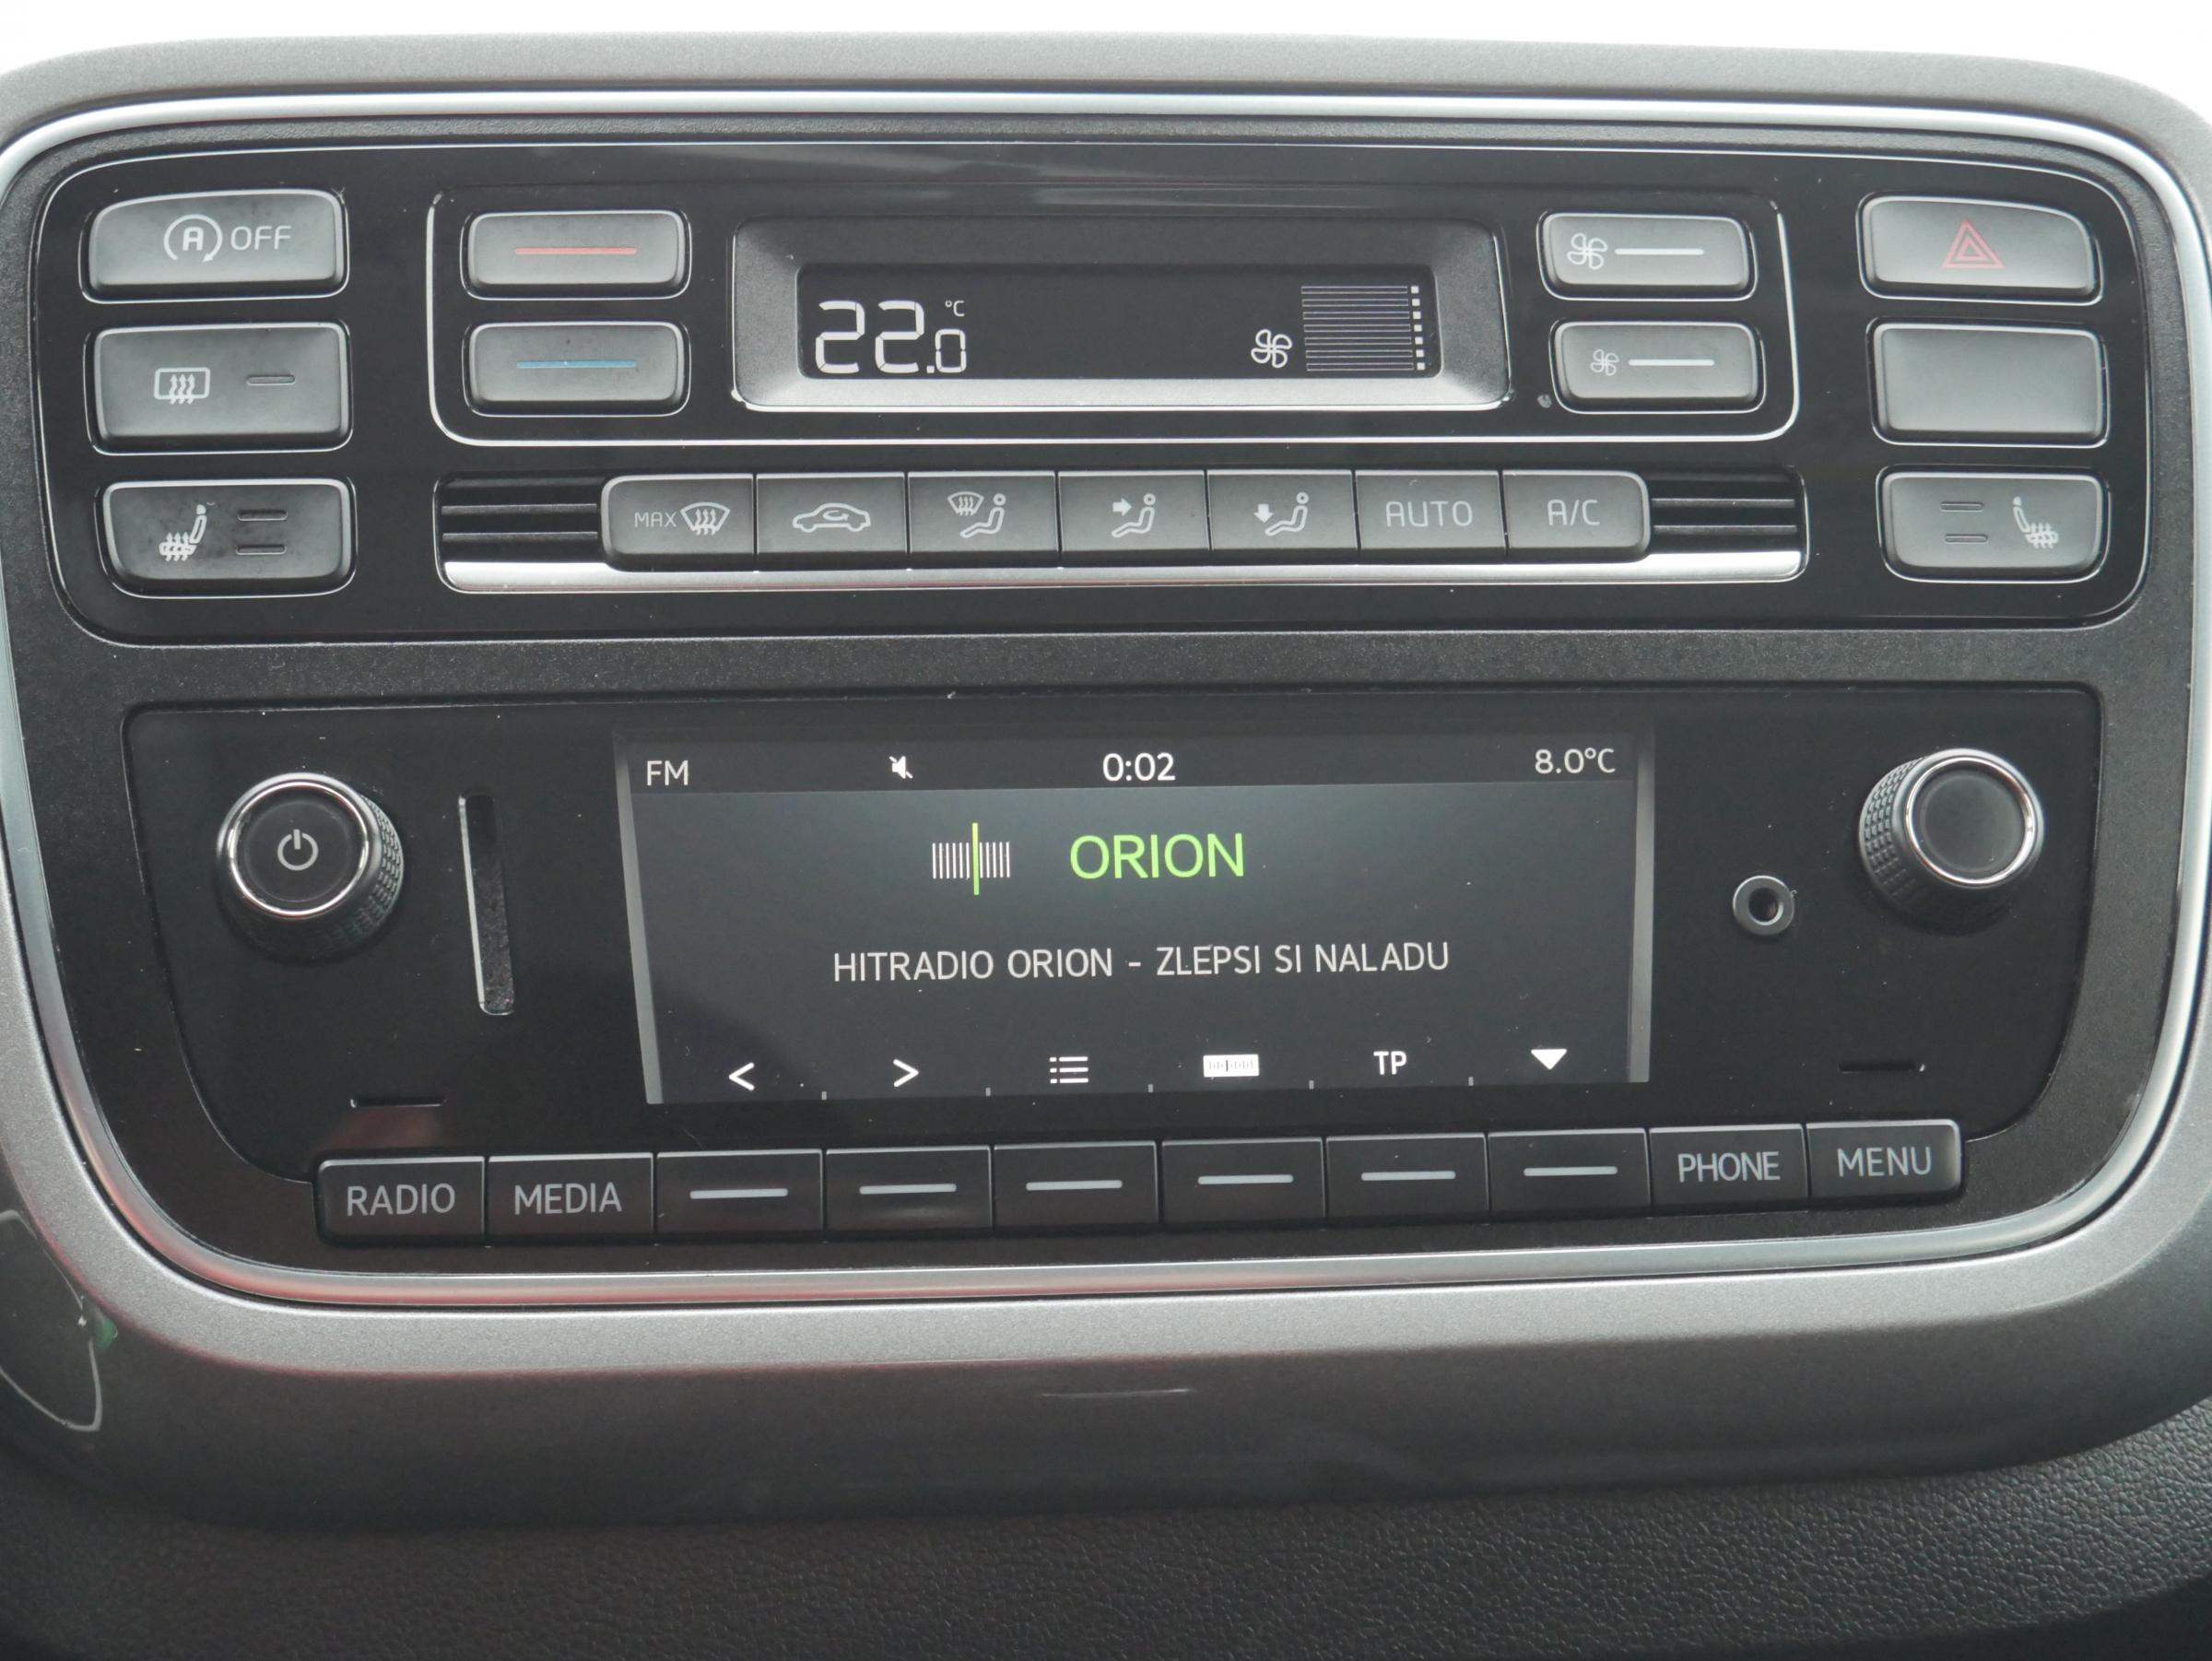 A OFF
22.0 °C
MAX
AUTO
A/C
FM 0:02 8.0°C
ORION
HITRADIO ORION - ZLEPSI SI NALADU
< > TP
RADIO MEDIA PHONE MENU